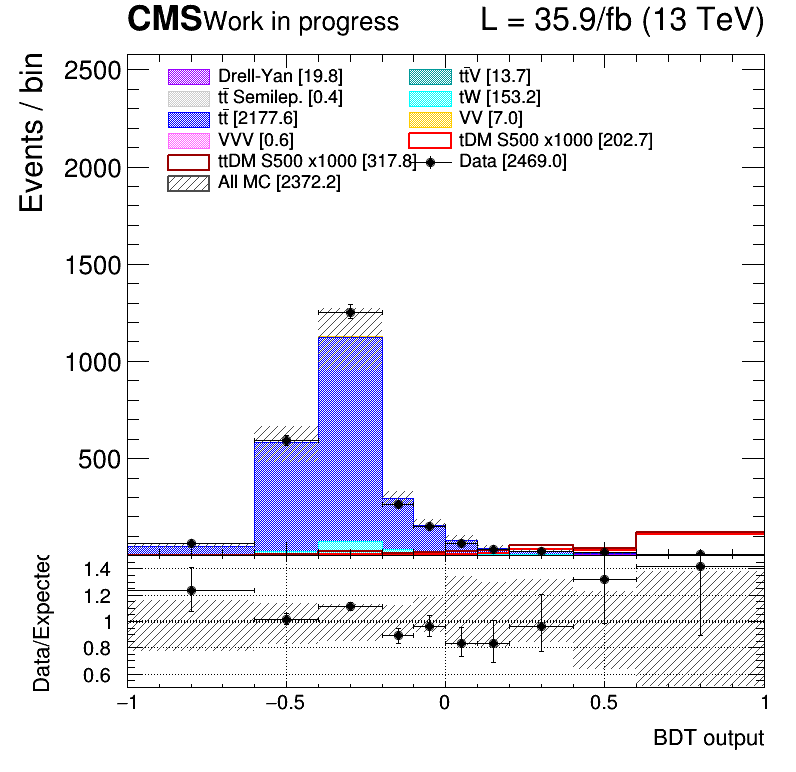 CMS Work in progress L = 35.9/fb (13 TeV)
Events / bin
2500
2000
1500
1000
500
Drell-Yan [19.8] tt̄V [13.7]
tt̄ Semilep. [0.4] tW [153.2]
tt̄ [2177.6] VV [7.0]
VVV [0.6] tDM S500 x1000 [202.7]
ttDM S500 x1000 [317.8] Data [2469.0]
All MC [2372.2]
Data/Expected
1.4
1.2
1
0.8
0.6
−1 −0.5 0 0.5 1
BDT output